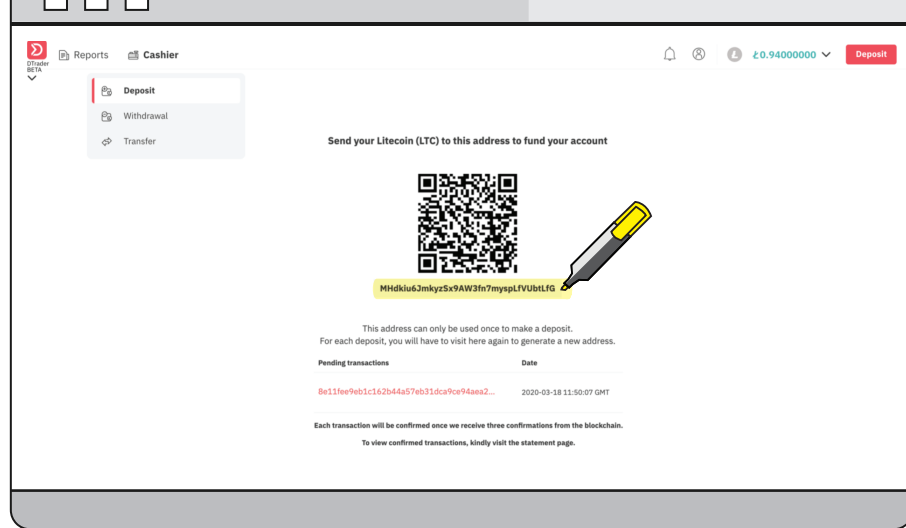 DTrader
BETA
Reports
Cashier
Ł0.94000000
Deposit
Deposit
Withdrawal
Transfer
Send your Litecoin (LTC) to this address to fund your account
MHdkiu6JmkyzSx9AW3fn7myspLfVUbtLfG
This address can only be used once to make a deposit.
For each deposit, you will have to visit here again to generate a new address.
Pending transactions Date
8e11fee9eb1c162b44a57eb31dca9ce94aea2... 2020-03-18 11:50:07 GMT
Each transaction will be confirmed once we receive three confirmations from the blockchain.
To view confirmed transactions, kindly visit the statement page.